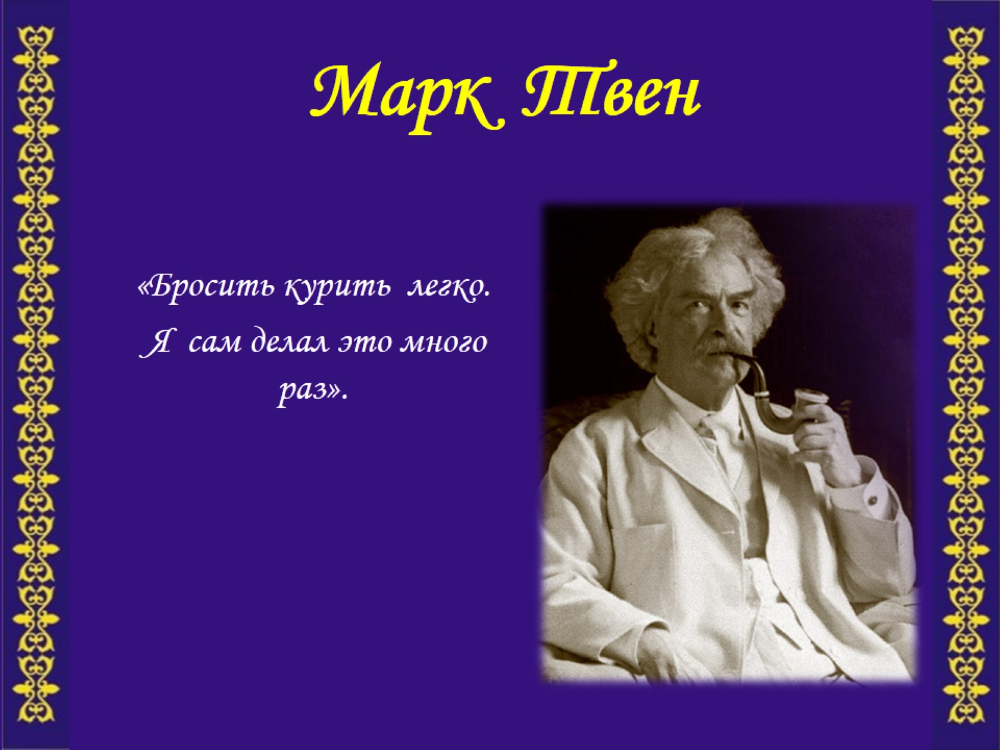 Марк Твен
«Бросить курить легко.
Я сам делал это много
раз».